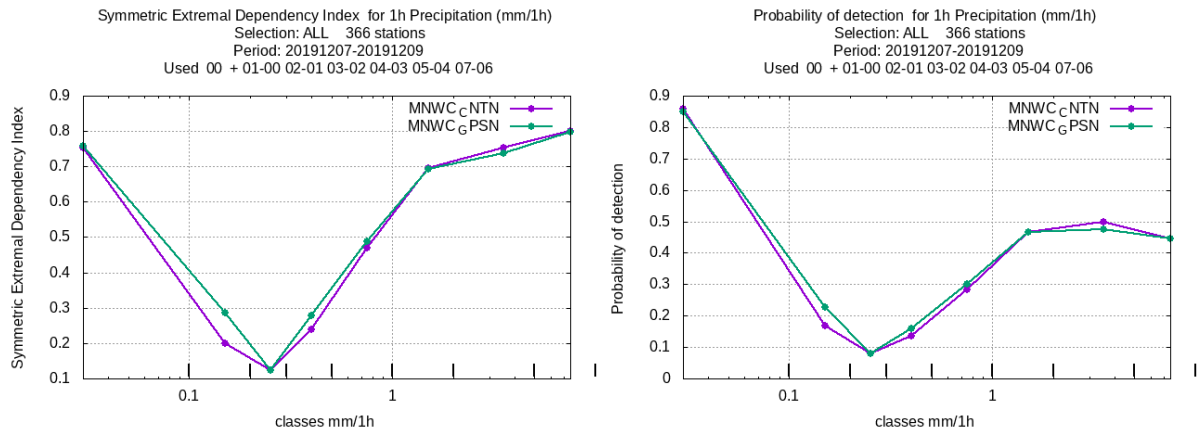 Symmetric Extremal Dependency Index for 1h Precipitation (mm/1h)
Selection: ALL 366 stations
Period: 20191207-20191209
Used 00 + 01-00 02-01 03-02 04-03 05-04 07-06
MNWC_CNTN
MNWC_GPSN
Symmetric Extremal Dependency Index
0.9
0.8
0.7
0.6
0.5
0.4
0.3
0.2
0.1
0.1
1
classes mm/1h
Probability of detection for 1h Precipitation (mm/1h)
Selection: ALL 366 stations
Period: 20191207-20191209
Used 00 + 01-00 02-01 03-02 04-03 05-04 07-06
MNWC_CNTN
MNWC_GPSN
Probability of detection
0.9
0.8
0.7
0.6
0.5
0.4
0.3
0.2
0.1
0
0.1
1
classes mm/1h